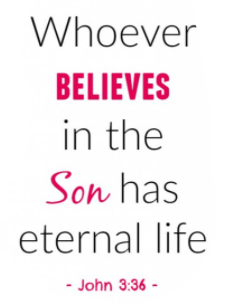 Whoever
BELIEVES
in the
Son has
eternal life
- John 3:36 -